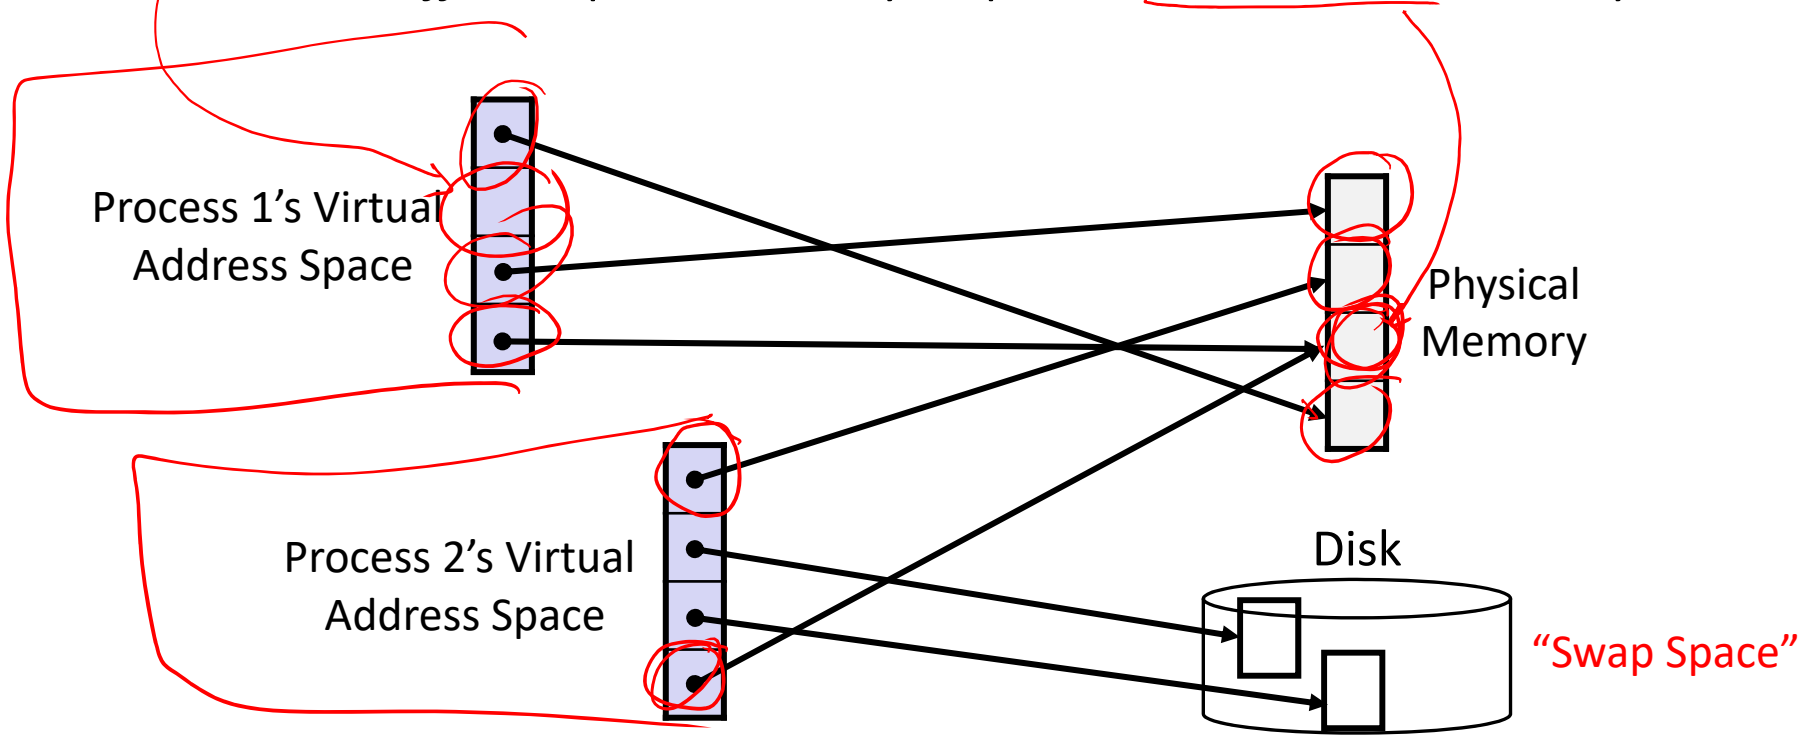 Process 1’s Virtual
Address Space
Physical
Memory
Process 2’s Virtual
Address Space
Disk
“Swap Space”